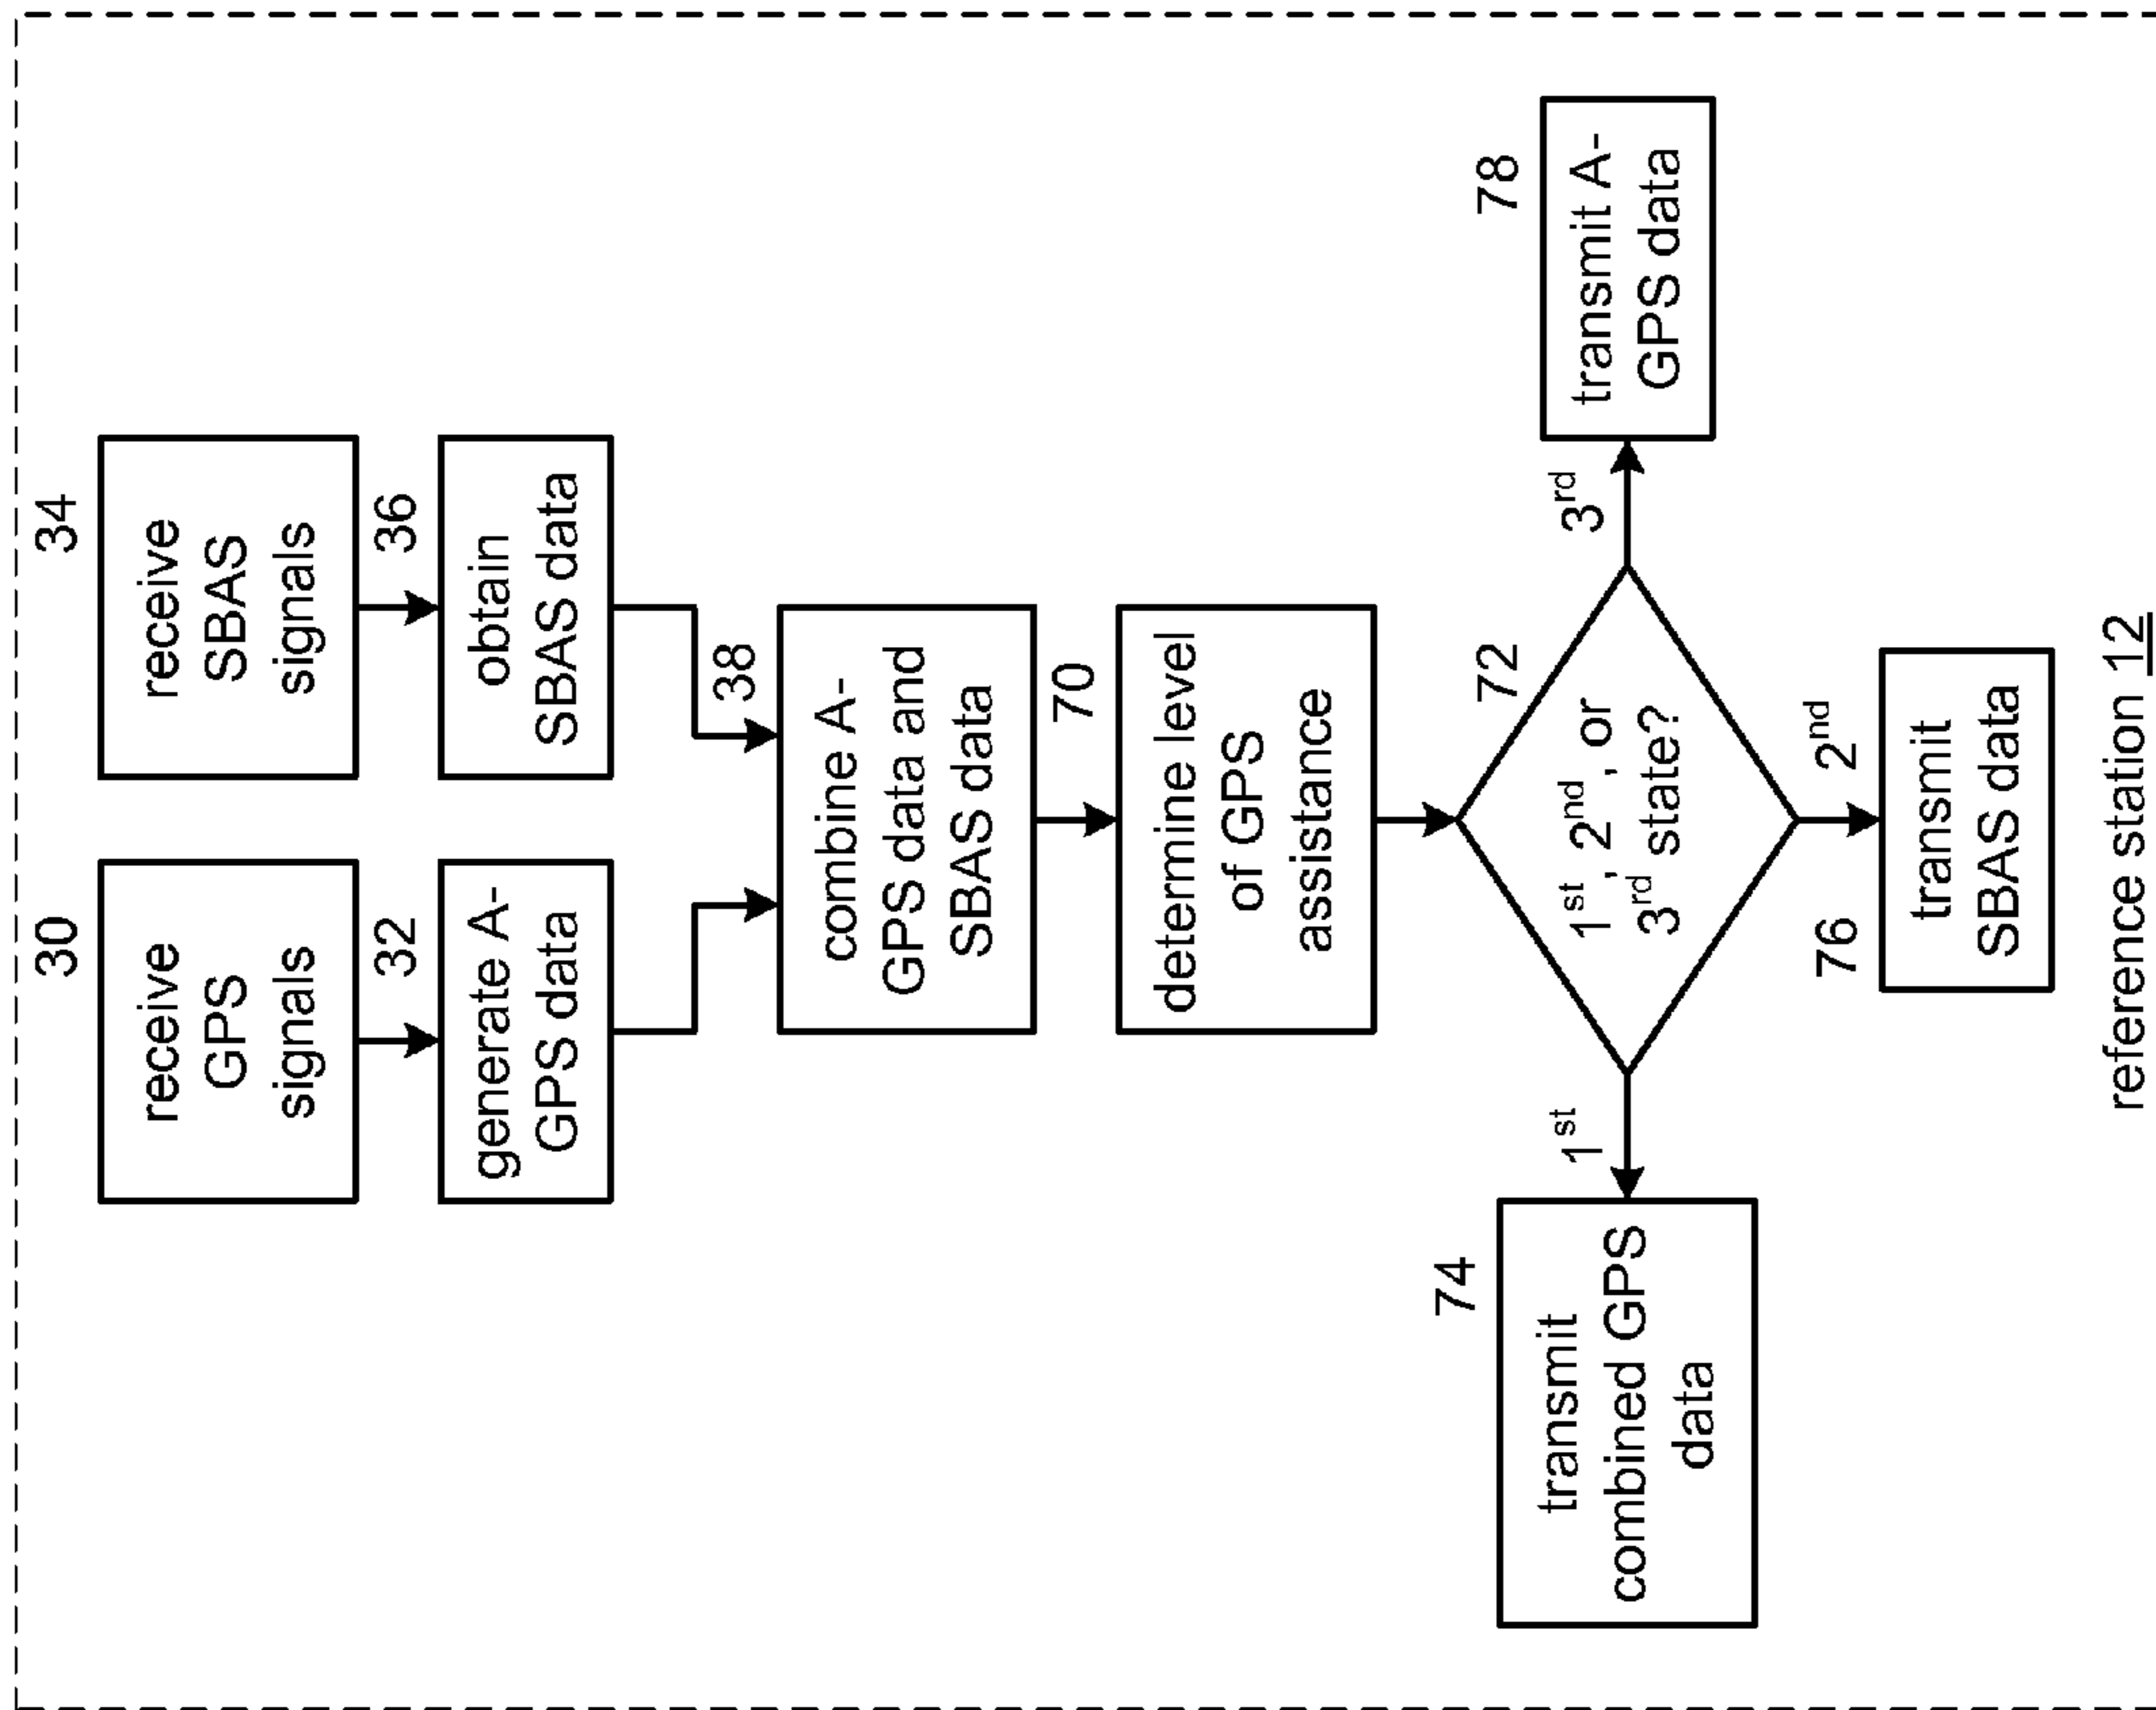 30
receive
GPS
signals
34
receive
SBAS
signals
32
generate A-
GPS data
36
obtain
SBAS data
38
combine A-
GPS data and
SBAS data
70
determine level
of GPS
assistance
72
1st, 2nd, or
3rd state?
1st
74
transmit
combined GPS
data
2nd
76
transmit
SBAS data
3rd
78
transmit A-
GPS data
reference station 12